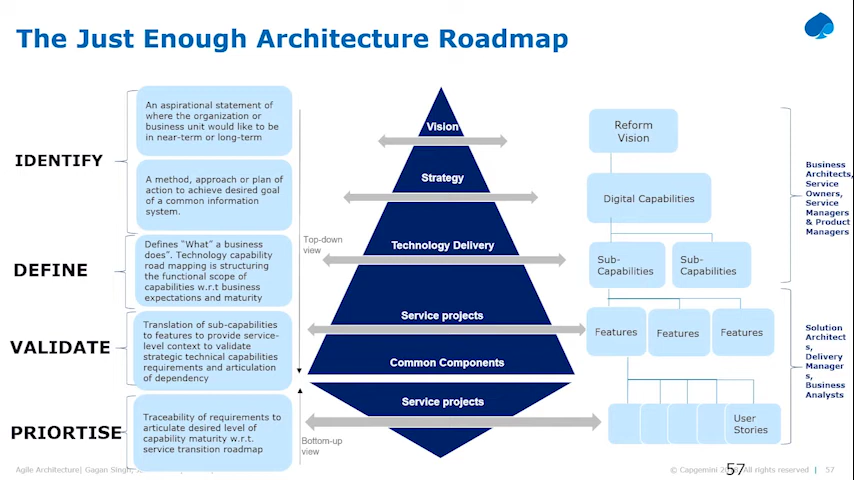 The Just Enough Architecture Roadmap
IDENTIFY
An aspirational statement of
where the organization or
business unit would like to be
in near-term or long-term
A method, approach or plan of
action to achieve desired goal
of a common information
system.
DEFINE
Defines "What" a business
does". Technology capability
road mapping is structuring
the functional scope of
capabilities w.r.t business
expectations and maturity
VALIDATE
Translation of sub-capabilities
to features to provide service-
level context to validate
strategic technical capabilities
requirements and articulation
of dependency
PRIORTISE
Traceability of requirements to
articulate desired level of
capability maturity w.r.t.
service transition roadmap
Top-down
view
Bottom-up
view
Vision
Strategy
Technology Delivery
Service projects
Common Components
Service projects
Reform
Vision
Digital Capabilities
Sub-
Capabilities
Sub-
Capabilities
Features
Features
Features
User
Stories
Business
Architects,
Service
Owners,
Service
Managers
& Product
Managers
Solution
Architect
s,
Delivery
Manager
s,
Business
Analysts
Agile Architecture| Gagan Singh,
© Capgemini All rights reserved | 57
57